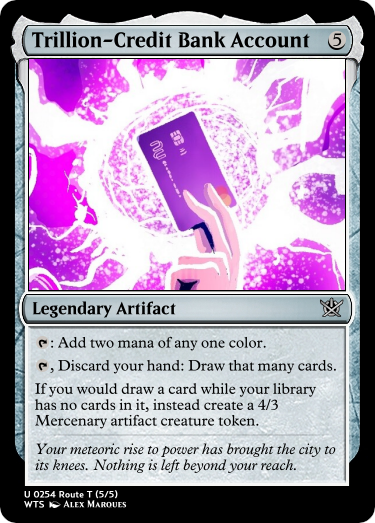 Trillion-Credit Bank Account 5
Legendary Artifact
: Add two mana of any one color.
, Discard your hand: Draw that many cards.
If you would draw a card while your library
has no cards in it, instead create a 4/3
Mercenary artifact creature token.
Your meteoric rise to power has brought the city to
its knees. Nothing is left beyond your reach.
U 0254 Route T (5/5)
WTS Alex Marques